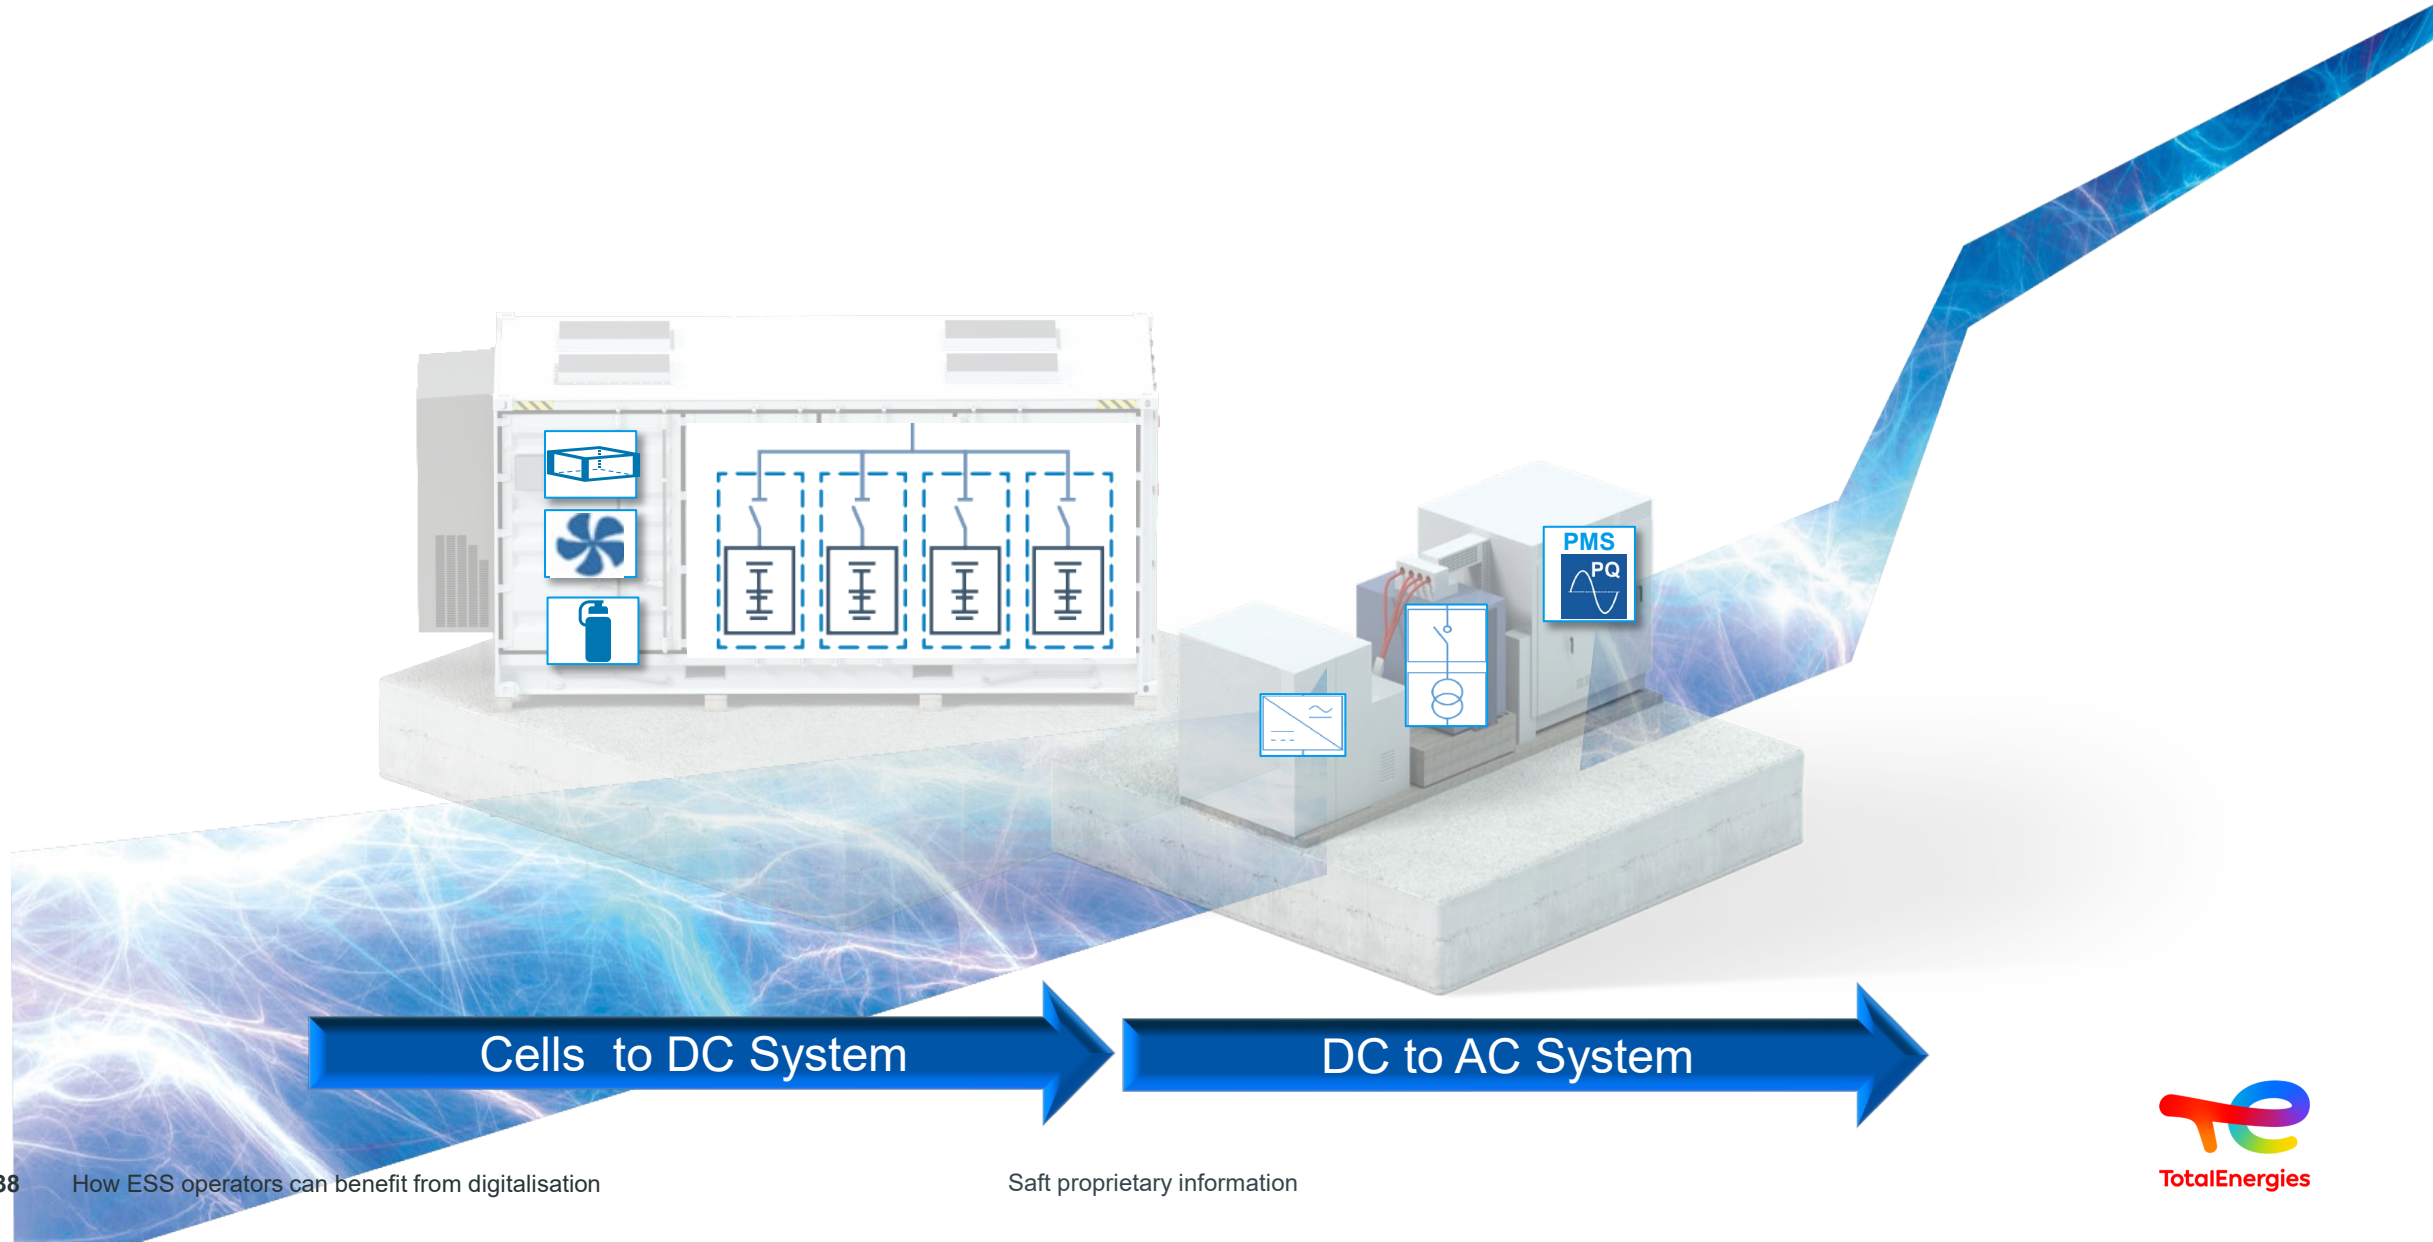 PMS
PQ
Cells  to DC System
DC to AC System
38
How ESS operators can benefit from digitalisation
Saft proprietary information
TotalEnergies